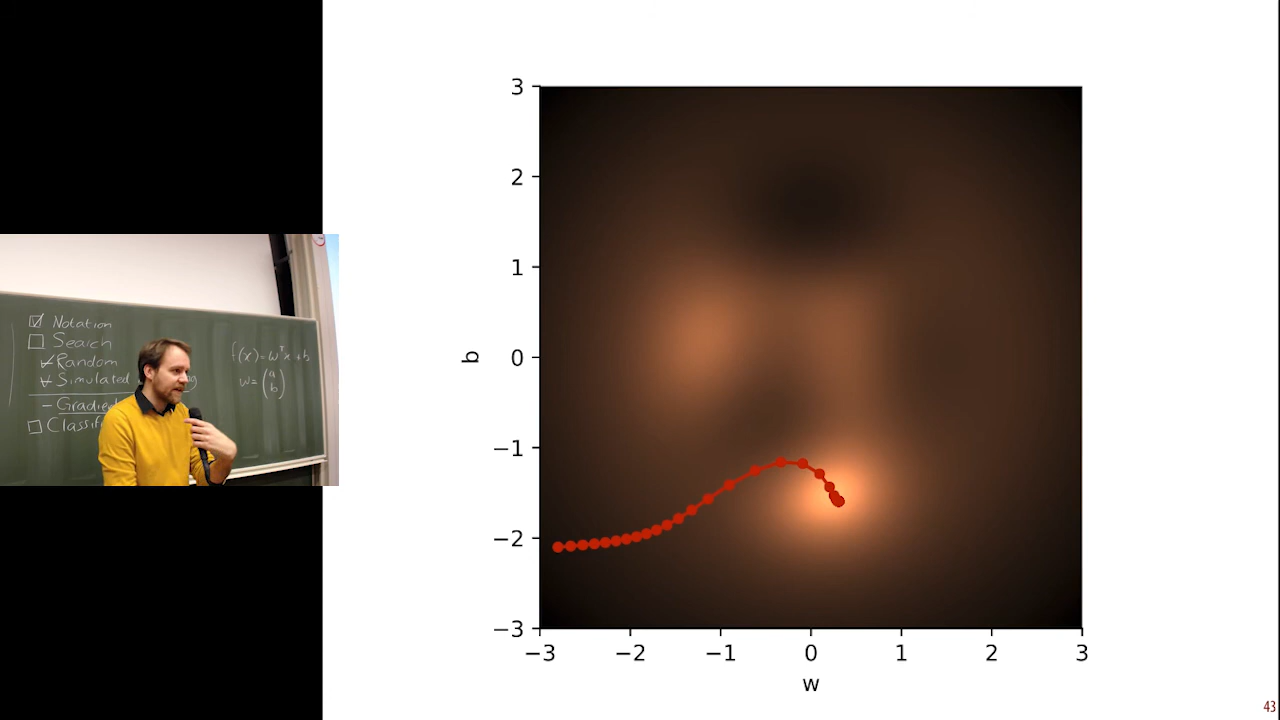 Notation
Search
Random
Simulated
- Gradie
Classif
f(x)=wᵀx+b
w=(a
b)
3
2
1
0
−1
−2
−3
b
−3 −2 −1 0 1 2 3
w
43